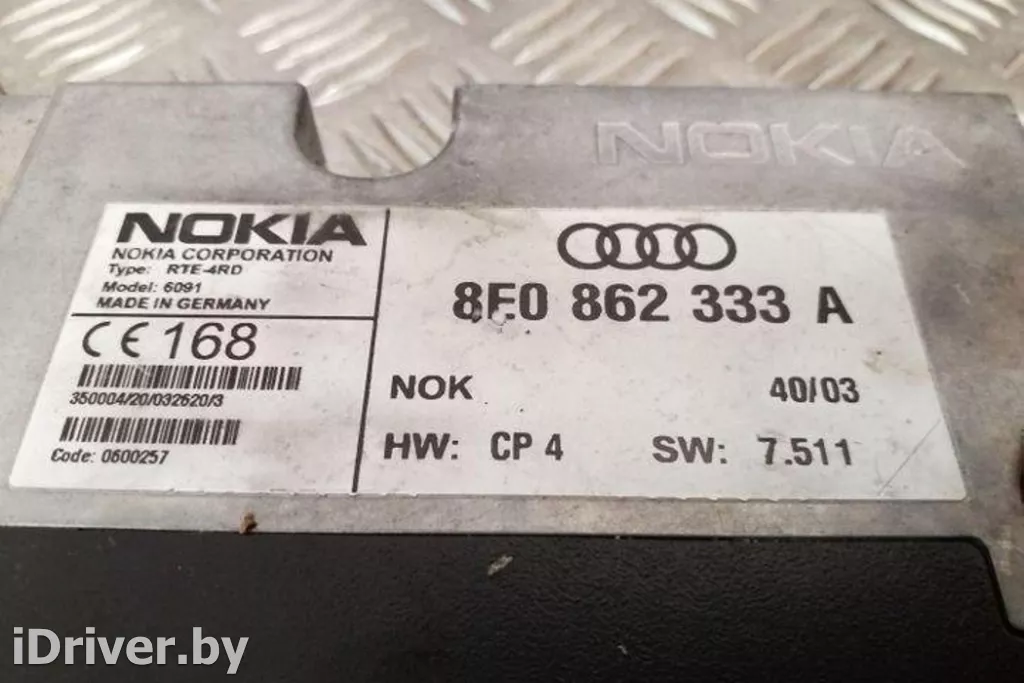 NOKIA
NOKIA
NOKIA CORPORATION
Type: RTE-4RD
Model: 6091
MADE IN GERMANY
CE 168
350004/20/032620/3
Code: 0600257
8E0 862 333 A
NOK 40/03
HW: CP 4 SW: 7.511
iDriver.by